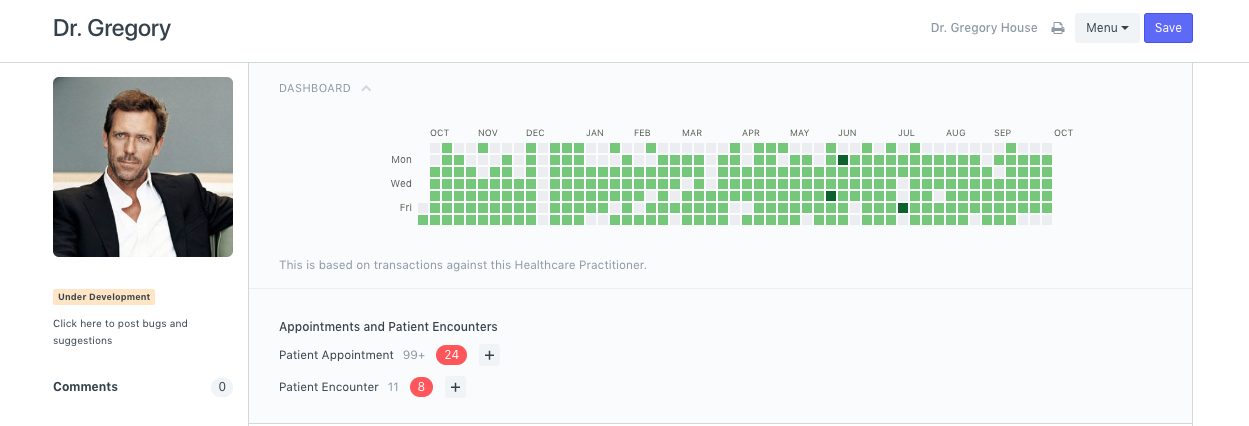 Dr. Gregory
Dr. Gregory House
Menu
Save
DASHBOARD
OCT NOV DEC JAN FEB MAR APR MAY JUN JUL AUG SEP OCT
Mon
Wed
Fri
This is based on transactions against this Healthcare Practitioner.
Under Development
Click here to post bugs and
suggestions
Comments 0
Appointments and Patient Encounters
Patient Appointment 99+ 24 +
Patient Encounter 11 8 +